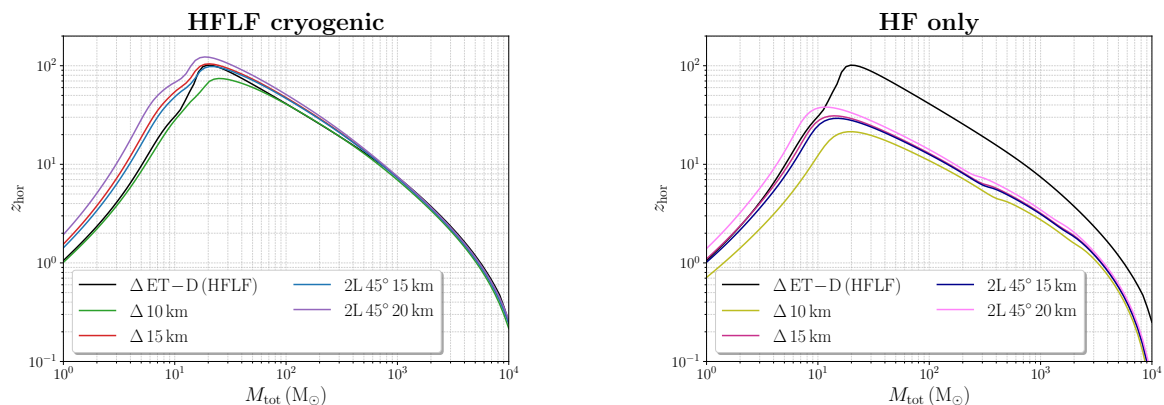 HFLF cryogenic
z_hor
10²
10¹
10⁰
10⁻¹
Δ ET−D (HFLF)
Δ 10 km
Δ 15 km
2L 45° 15 km
2L 45° 20 km
10⁰ 10¹ 10² 10³ 10⁴
M_tot (M_⊙)
HF only
z_hor
10²
10¹
10⁰
10⁻¹
Δ ET−D (HFLF)
Δ 10 km
Δ 15 km
2L 45° 15 km
2L 45° 20 km
10⁰ 10¹ 10² 10³ 10⁴
M_tot (M_⊙)